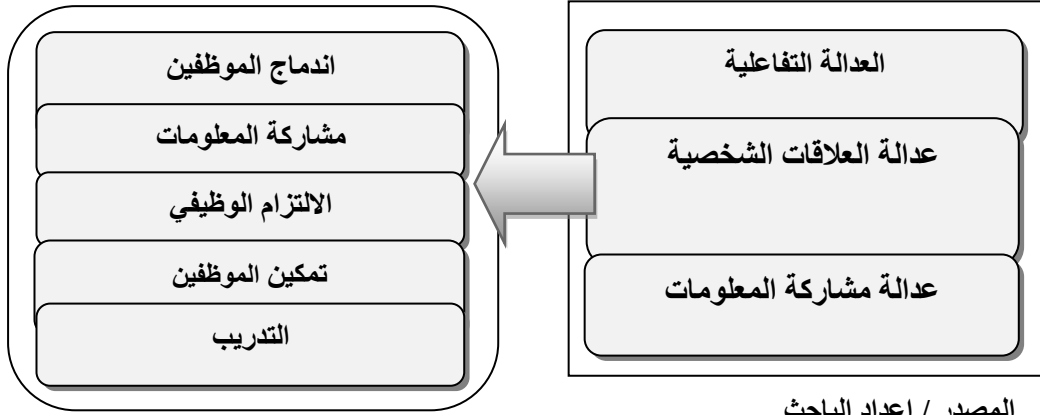 العدالة التفاعلية
عدالة العلاقات الشخصية
عدالة مشاركة المعلومات
اندماج الموظفين
مشاركة المعلومات
الالتزام الوظيفي
تمكين الموظفين
التدريب
المصدر / إعداد الباحث